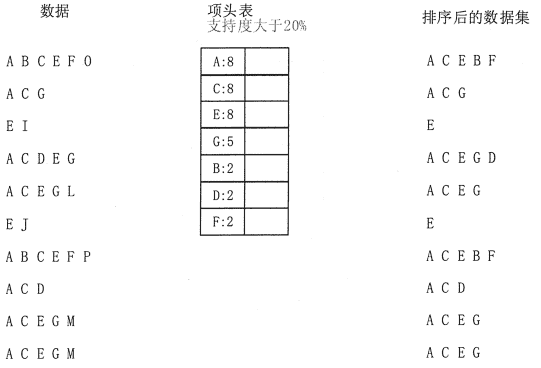 数据
A B C E F O
A C G
E I
A C D E G
A C E G L
E J
A B C E F P
A C D
A C E G M
A C E G M
项头表
支持度大于20%
A:8
C:8
E:8
G:5
B:2
D:2
F:2
排序后的数据集
A C E B F
A C G
E
A C E G D
A C E G
E
A C E B F
A C D
A C E G
A C E G